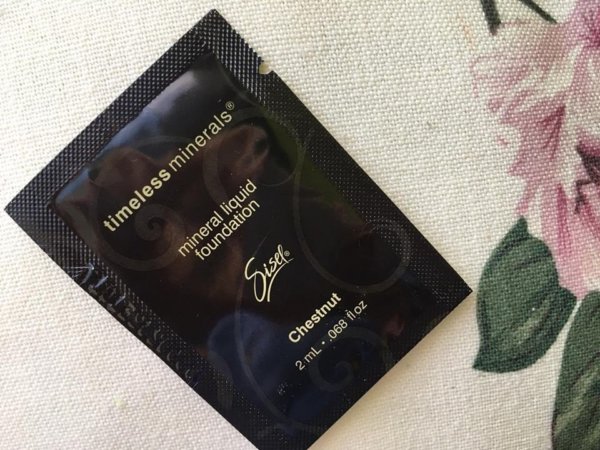 timeless minerals®
mineral liquid
foundation
Sisel®
Chestnut
2 mL • .068 fl oz